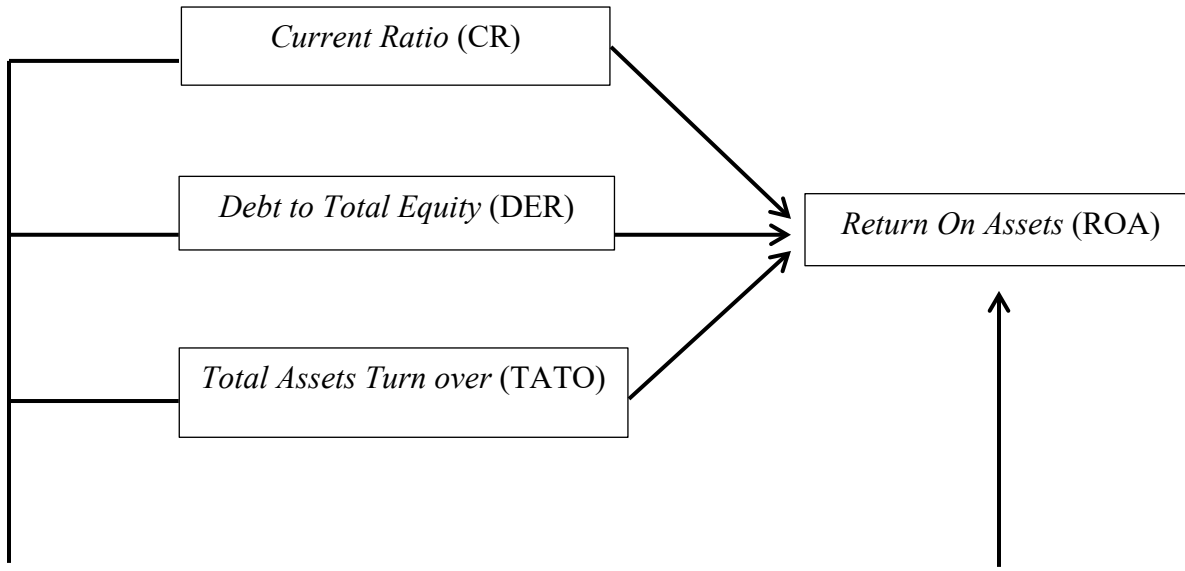 Current Ratio (CR)
Debt to Total Equity (DER)
Return On Assets (ROA)
Total Assets Turn over (TATO)